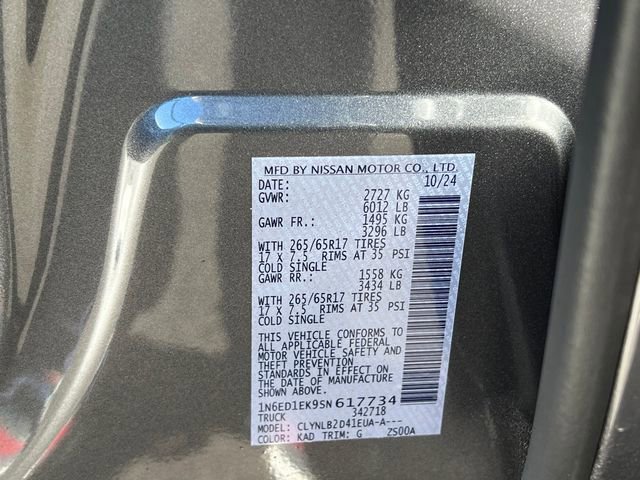 MFD BY NISSAN MOTOR CO., LTD.
DATE: 10/24
GVWR: 2727 KG
6012 LB
GAWR FR.: 1495 KG
3296 LB
WITH 265/65R17 TIRES
17 X 7.5 RIMS AT 35 PSI
COLD SINGLE
GAWR RR.: 1558 KG
3434 LB
WITH 265/65R17 TIRES
17 X 7.5 RIMS AT 35 PSI
COLD SINGLE
THIS VEHICLE CONFORMS TO
ALL APPLICABLE FEDERAL
MOTOR VEHICLE SAFETY AND
THEFT PREVENTION
STANDARDS IN EFFECT ON
THE DATE OF MANUFACTURE
SHOWN ABOVE.
1N6ED1EK9SN617734
TRUCK 342718
MODEL: CLYNLB2D41EUA-A---
COLOR: KAD TRIM: G ZS00A